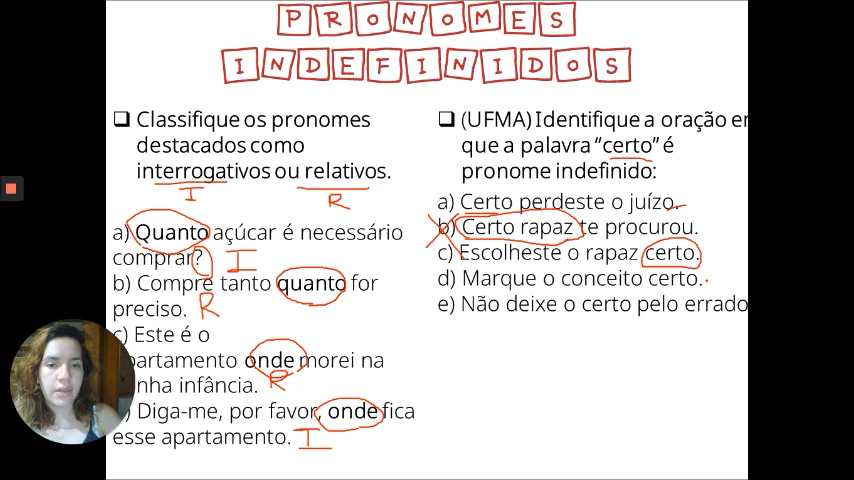 PRONOMES
INDEFINIDOS
❑ Classifique os pronomes
destacados como
interrogativos ou relativos.
I R
a) Quanto açúcar é necessário
comprar? I
b) Compre tanto quanto for
preciso. R
c) Este é o
partamento onde morei na
nha infância. R
) Diga-me, por favor, onde fica
esse apartamento. I
❑ (UFMA) Identifique a oração
que a palavra “certo” é
pronome indefinido:
a) Certo perdeste o juízo.
b) Certo rapaz te procurou.
c) Escolheste o rapaz certo.
d) Marque o conceito certo.
e) Não deixe o certo pelo errado